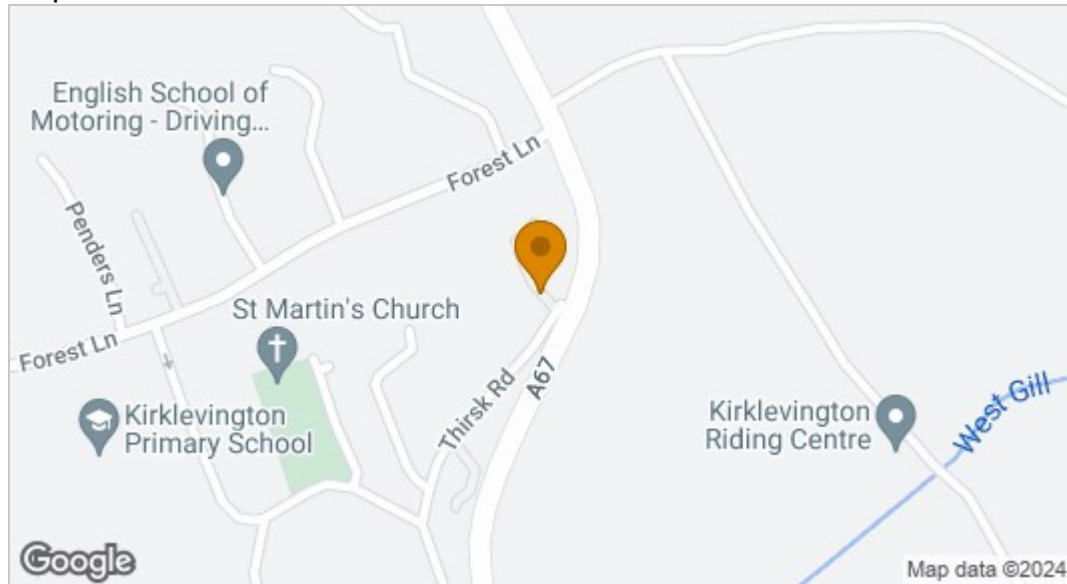 English School of
Motoring - Driving...
Forest Ln
Penders Ln
St Martin's Church
Forest Ln
Thirsk Rd
A67
Kirklevington
Primary School
Kirklevington
Riding Centre
West Gill
Google
Map data ©2024